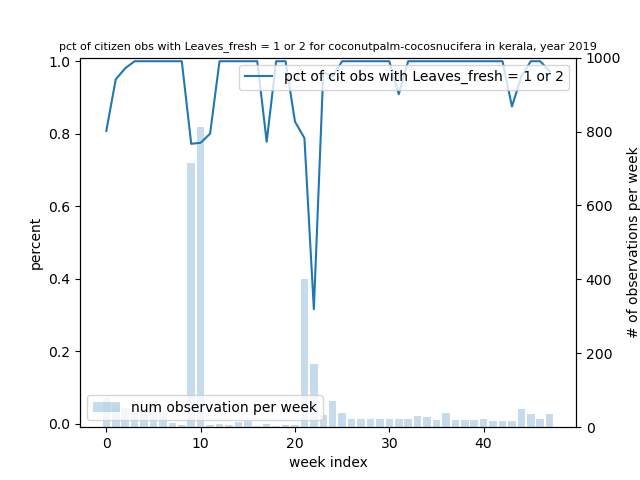 pct of citizen obs with Leaves_fresh = 1 or 2 for coconutpalm-cocosnucifera in kerala, year 2019
pct of cit obs with Leaves_fresh = 1 or 2
num observation per week
percent
1.0
0.8
0.6
0.4
0.2
0.0
0
10
20
30
40
week index
1000
800
600
400
200
0
# of observations per week